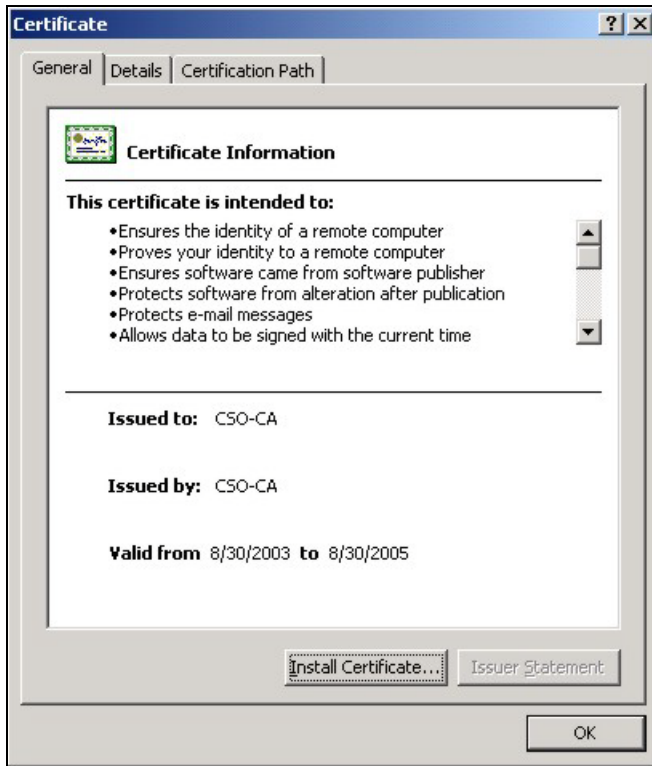 Certificate
General
Details
Certification Path
Certificate Information
This certificate is intended to:
•Ensures the identity of a remote computer
•Proves your identity to a remote computer
•Ensures software came from software publisher
•Protects software from alteration after publication
•Protects e-mail messages
•Allows data to be signed with the current time
Issued to: CSO-CA
Issued by: CSO-CA
Valid from 8/30/2003 to 8/30/2005
Install Certificate...
Issuer Statement
OK